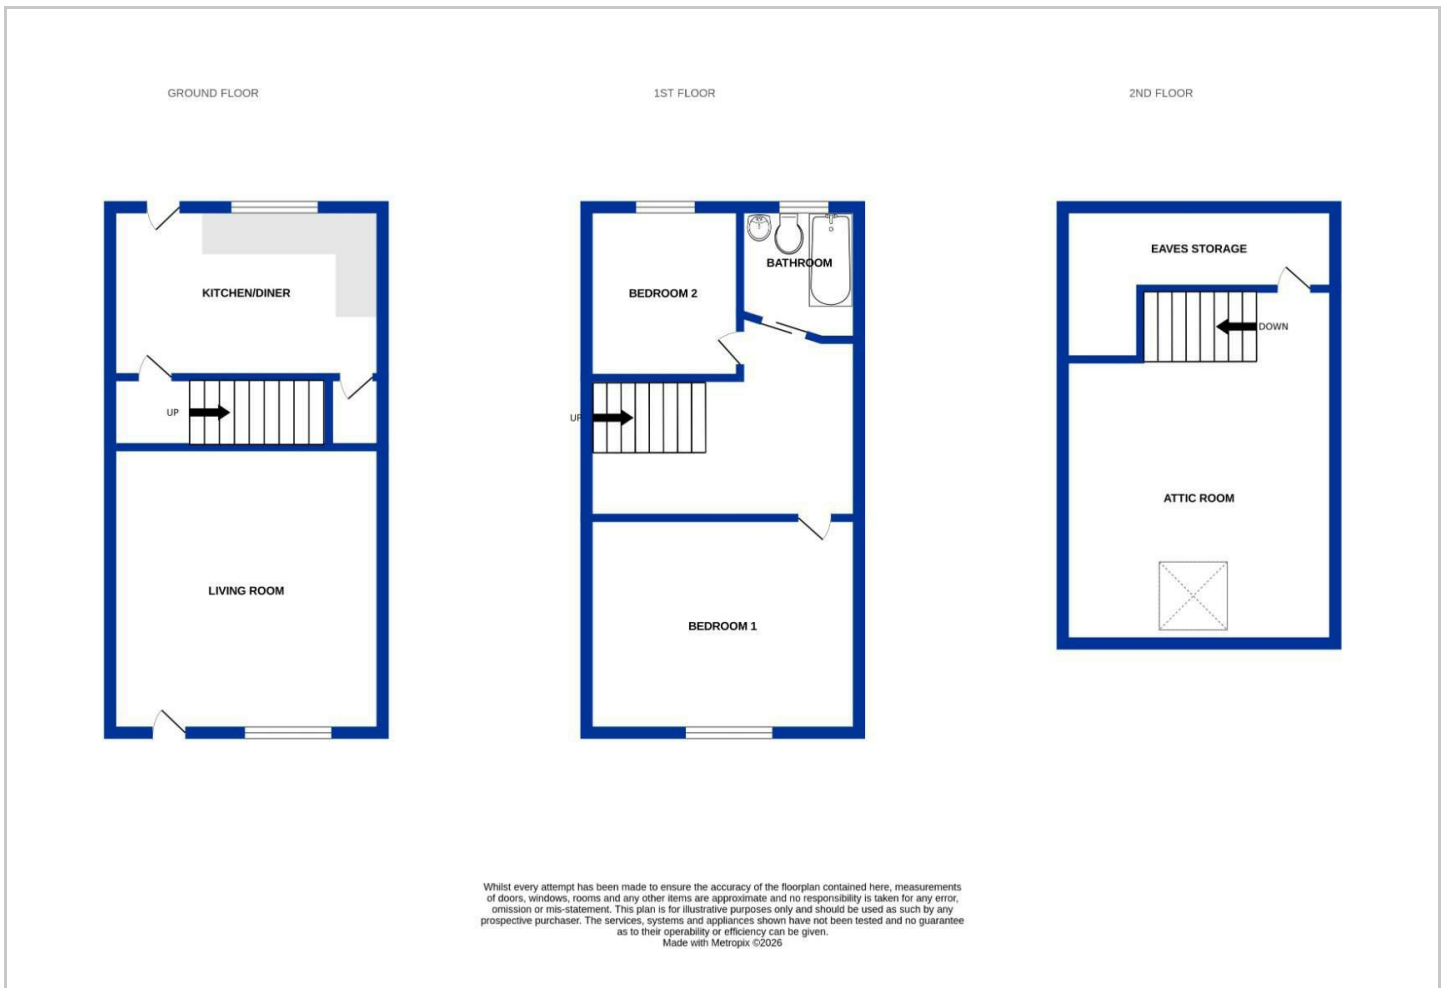 GROUND FLOOR
1ST FLOOR
2ND FLOOR
KITCHEN/DINER
UP
LIVING ROOM
BEDROOM 2
BATHROOM
UP
BEDROOM 1
EAVES STORAGE
DOWN
ATTIC ROOM
Whilst every attempt has been made to ensure the accuracy of the floorplan contained here, measurements
of doors, windows, rooms and any other items are approximate and no responsibility is taken for any error,
omission or mis-statement. This plan is for illustrative purposes only and should be used as such by any
prospective purchaser. The services, systems and appliances shown have not been tested and no guarantee
as to their operability or efficiency can be given.
Made with Metropix ©2026